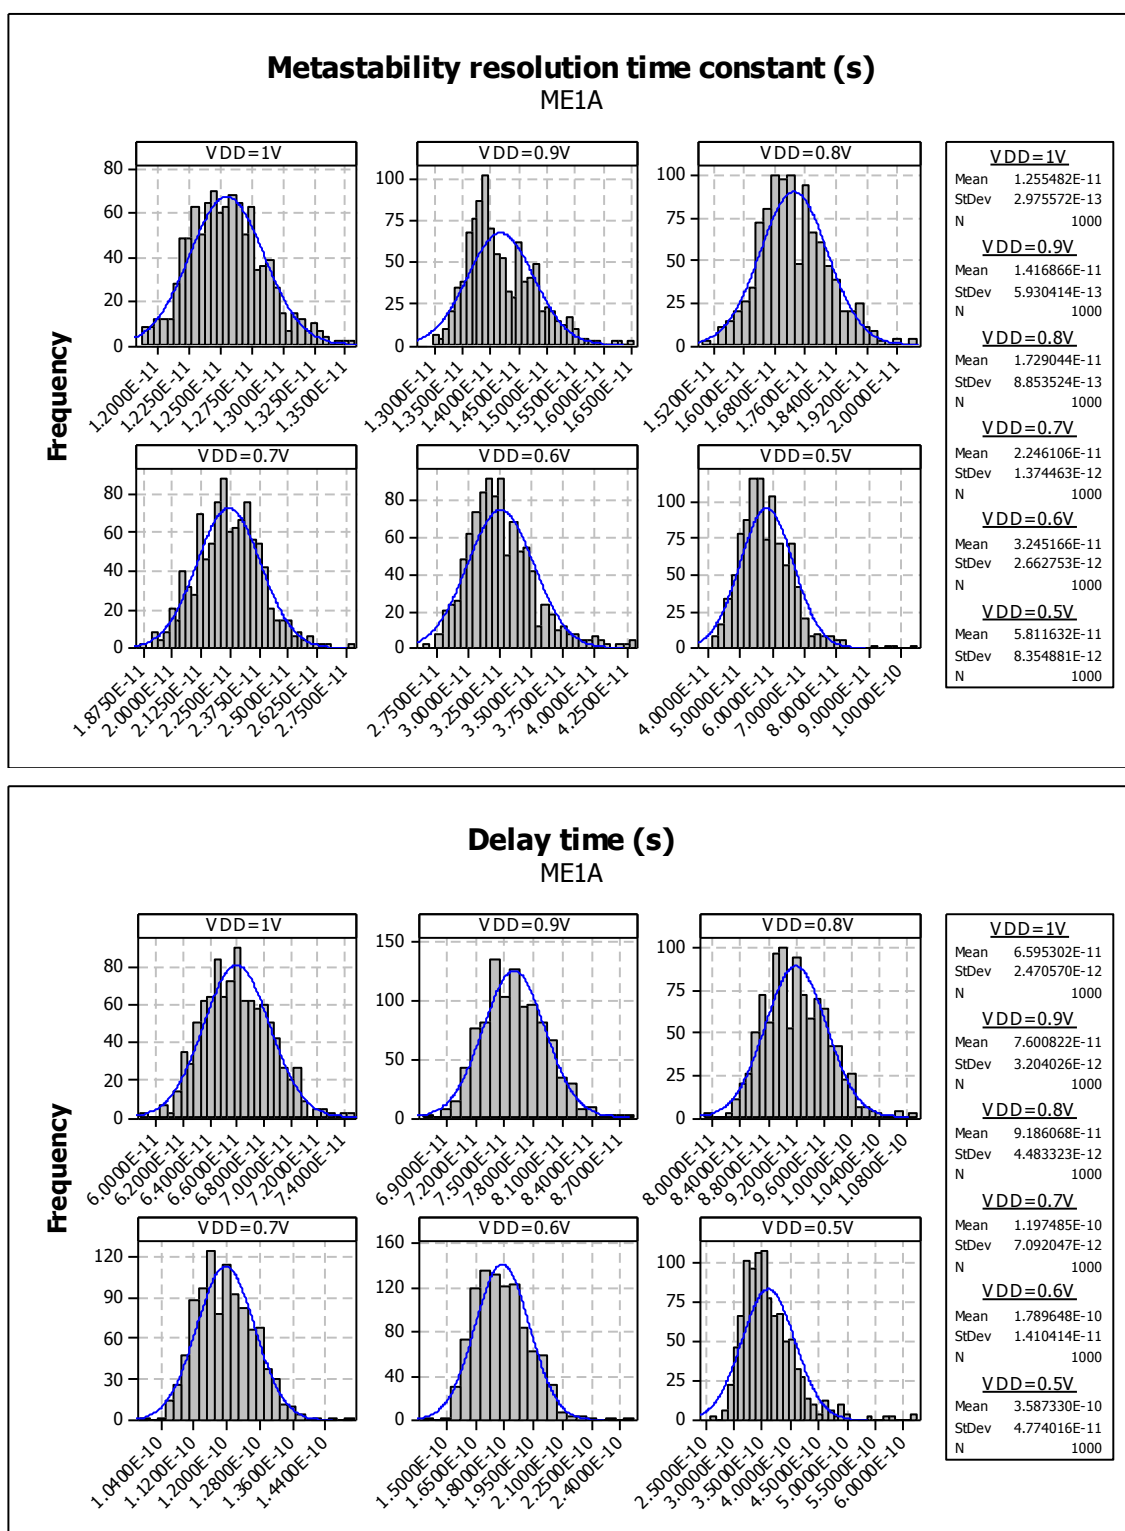 Metastability resolution time constant (s)
ME1A
Frequency
VDD=1V
80
60
40
20
0
1.2000E-11
1.2250E-11
1.2500E-11
1.2750E-11
1.3000E-11
1.3250E-11
1.3500E-11
VDD=0.9V
100
75
50
25
0
1.3000E-11
1.3500E-11
1.4000E-11
1.4500E-11
1.5000E-11
1.5500E-11
1.6000E-11
1.6500E-11
VDD=0.8V
100
75
50
25
0
1.5200E-11
1.6000E-11
1.6800E-11
1.7600E-11
1.8400E-11
1.9200E-11
2.0000E-11
VDD=0.7V
80
60
40
20
0
1.8750E-11
2.0000E-11
2.1250E-11
2.2500E-11
2.3750E-11
2.5000E-11
2.6250E-11
2.7500E-11
VDD=0.6V
80
60
40
20
0
2.7500E-11
3.0000E-11
3.2500E-11
3.5000E-11
3.7500E-11
4.0000E-11
4.2500E-11
VDD=0.5V
100
75
50
25
0
4.0000E-11
5.0000E-11
6.0000E-11
7.0000E-11
8.0000E-11
9.0000E-11
1.0000E-10
VDD=1V
Mean 1.255482E-11
StDev 2.975572E-13
N 1000
VDD=0.9V
Mean 1.416866E-11
StDev 5.930414E-13
N 1000
VDD=0.8V
Mean 1.729044E-11
StDev 8.853524E-13
N 1000
VDD=0.7V
Mean 2.246106E-11
StDev 1.374463E-12
N 1000
VDD=0.6V
Mean 3.245166E-11
StDev 2.662753E-12
N 1000
VDD=0.5V
Mean 5.811632E-11
StDev 8.354881E-12
N 1000
Delay time (s)
ME1A
Frequency
VDD=1V
80
60
40
20
0
6.0000E-11
6.2000E-11
6.4000E-11
6.6000E-11
6.8000E-11
7.0000E-11
7.2000E-11
7.4000E-11
VDD=0.9V
150
100
50
0
6.9000E-11
7.2000E-11
7.5000E-11
7.8000E-11
8.1000E-11
8.4000E-11
8.7000E-11
VDD=0.8V
100
75
50
25
0
8.0000E-11
8.4000E-11
8.8000E-11
9.2000E-11
9.6000E-11
1.0000E-10
1.0400E-10
1.0800E-10
VDD=0.7V
120
90
60
30
0
1.0400E-10
1.1200E-10
1.2000E-10
1.2800E-10
1.3600E-10
1.4400E-10
VDD=0.6V
160
120
80
40
0
1.5000E-10
1.6500E-10
1.8000E-10
1.9500E-10
2.1000E-10
2.2500E-10
2.4000E-10
VDD=0.5V
100
75
50
25
0
2.5000E-10
3.0000E-10
3.5000E-10
4.0000E-10
4.5000E-10
5.0000E-10
5.5000E-10
6.0000E-10
VDD=1V
Mean 6.595302E-11
StDev 2.470570E-12
N 1000
VDD=0.9V
Mean 7.600822E-11
StDev 3.204026E-12
N 1000
VDD=0.8V
Mean 9.186068E-11
StDev 4.483323E-12
N 1000
VDD=0.7V
Mean 1.197485E-10
StDev 7.092047E-12
N 1000
VDD=0.6V
Mean 1.789648E-10
StDev 1.410414E-11
N 1000
VDD=0.5V
Mean 3.587330E-10
StDev 4.774016E-11
N 1000